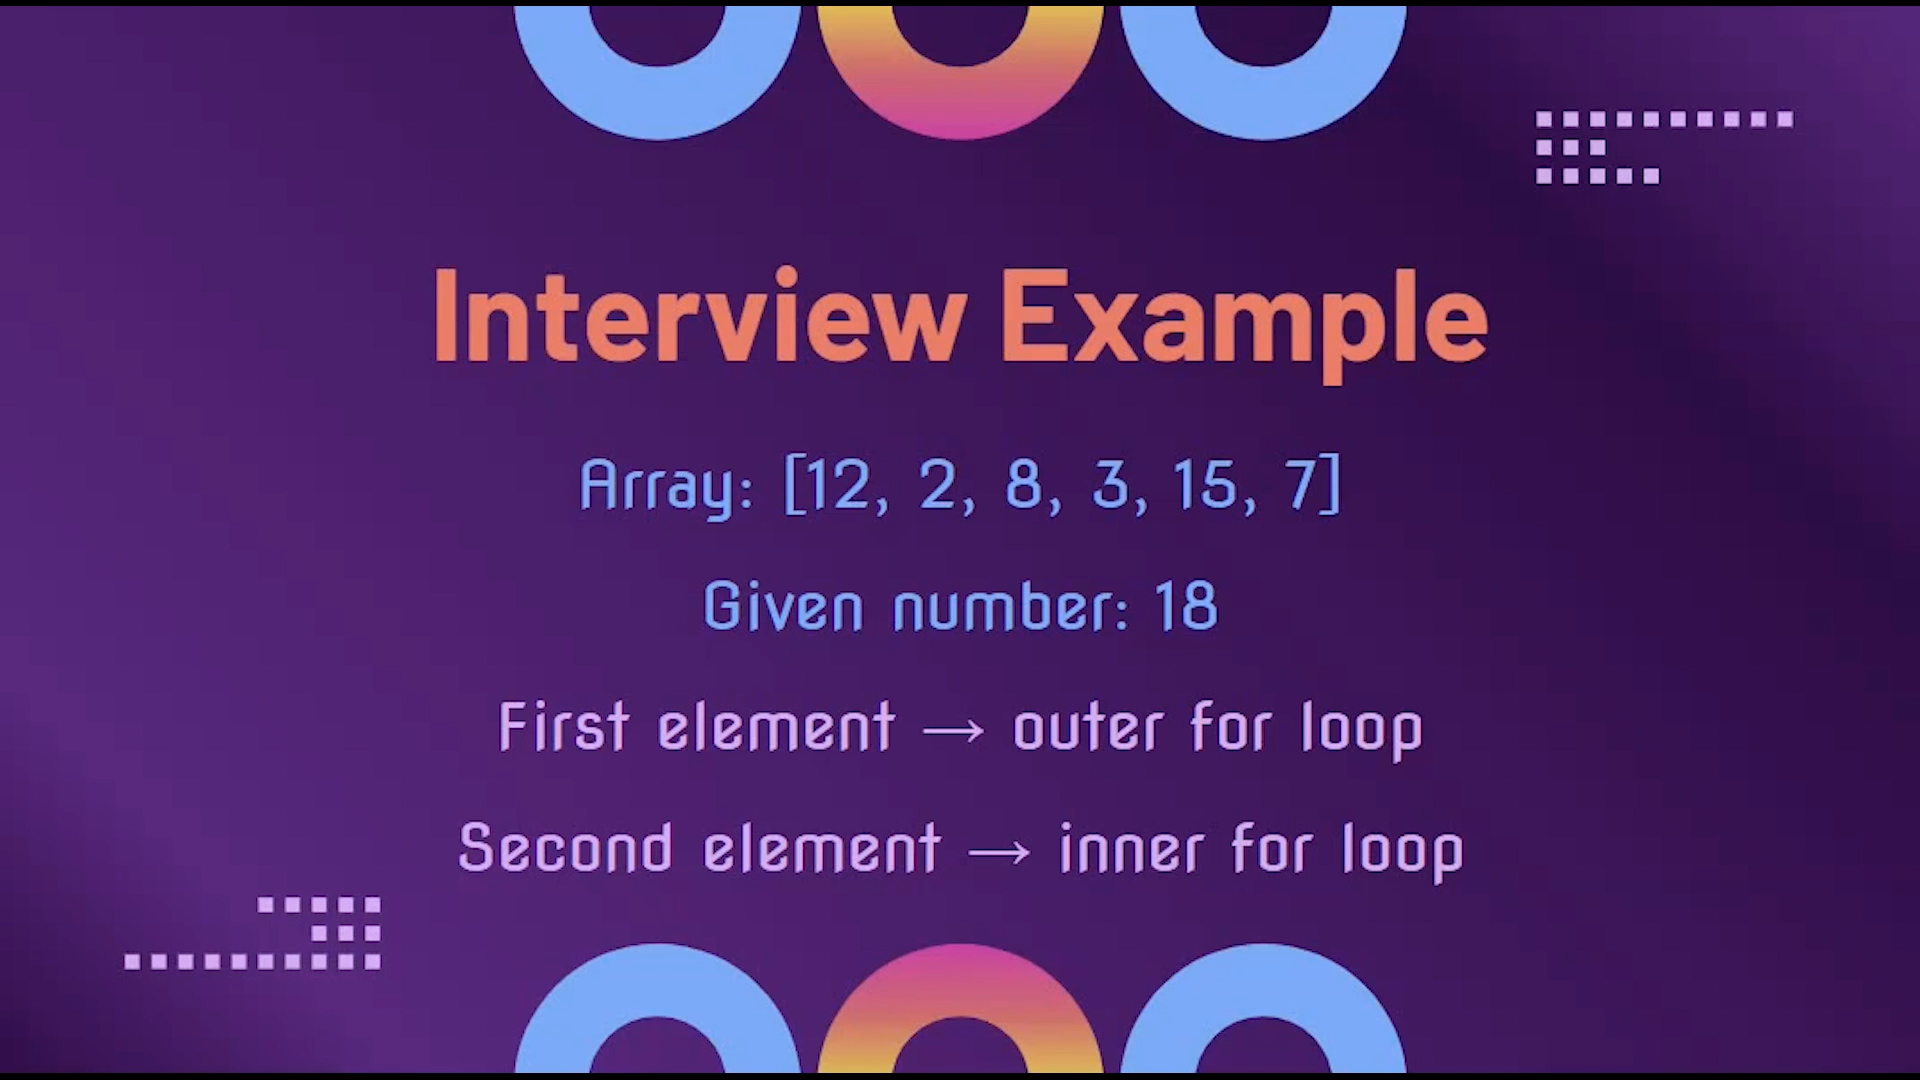 Interview Example
Array: [12, 2, 8, 3, 15, 7]
Given number: 18
First element → outer for loop
Second element → inner for loop